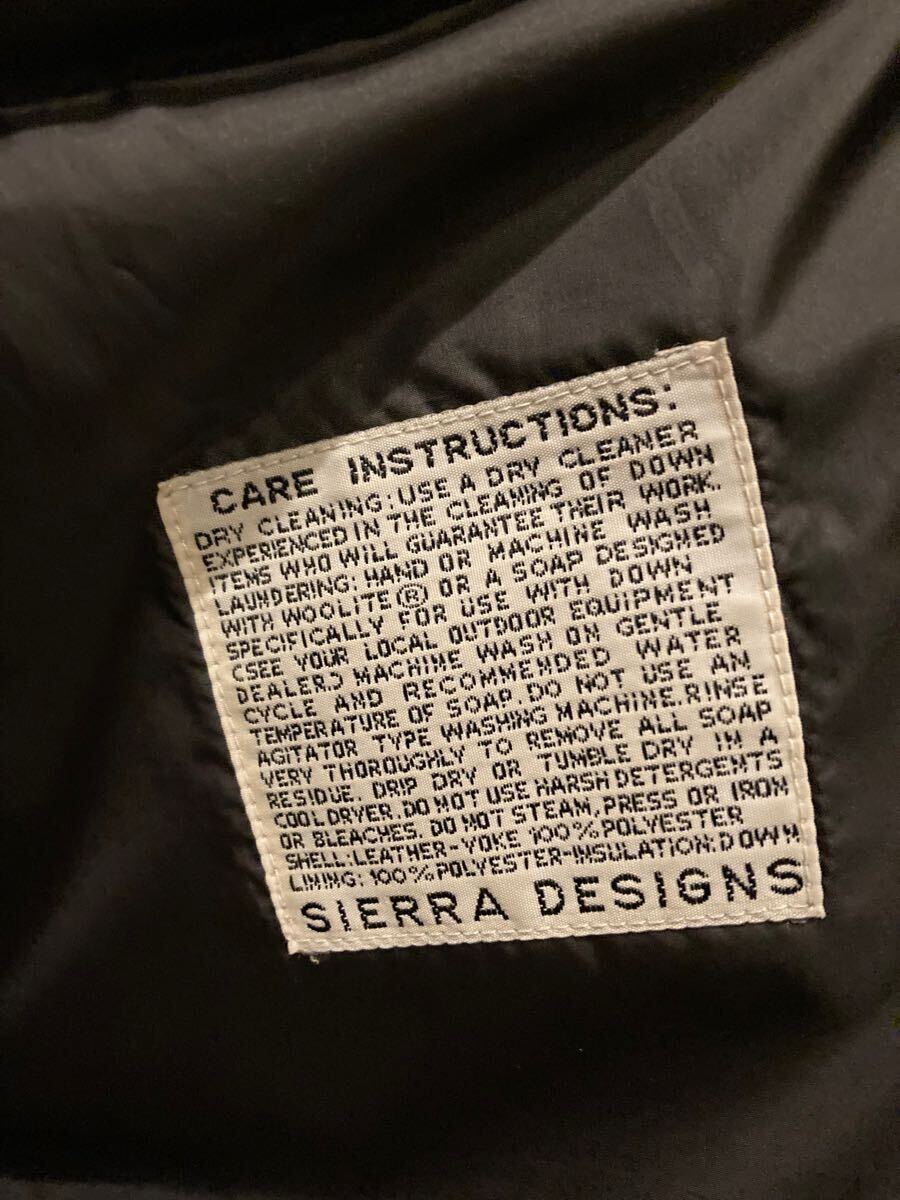 CARE INSTRUCTIONS:
DRY CLEANING: USE A DRY CLEANER
EXPERIENCED IN THE CLEANING OF DOWN
ITEMS WHO WILL GUARANTEE THEIR WORK.
LAUNDERING: HAND OR MACHINE WASH
WITH WOOLITE® OR A SOAP DESIGNED
SPECIFICALLY FOR USE WITH DOWN
(SEE YOUR LOCAL OUTDOOR EQUIPMENT
DEALER.) MACHINE WASH ON GENTLE
CYCLE AND RECOMMENDED WATER
TEMPERATURE OF SOAP. DO NOT USE AN
AGITATOR TYPE WASHING MACHINE. RINSE
VERY THOROUGHLY TO REMOVE ALL SOAP
RESIDUE. DRIP DRY OR TUMBLE DRY IN A
COOL DRYER. DO NOT USE HARSH DETERGENTS
OR BLEACHES. DO NOT STEAM, PRESS OR IRON
SHELL: LEATHER-YOKE 100% POLYESTER
LINING: 100% POLYESTER-INSULATION: DOWN
SIERRA DESIGNS